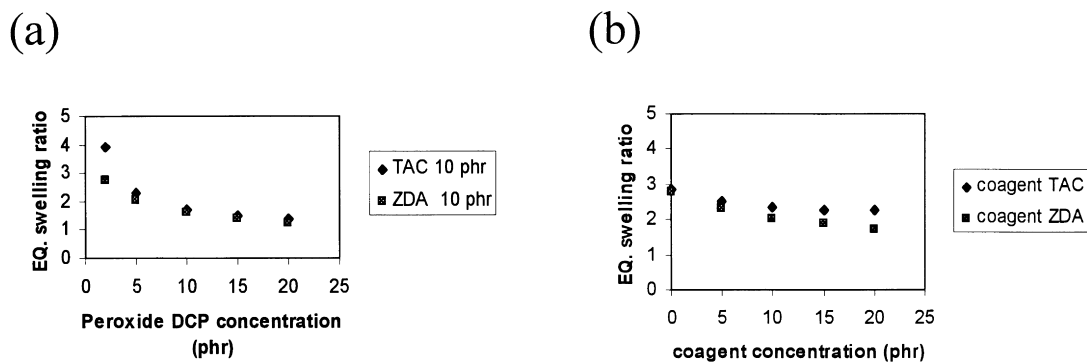 (a)
EQ. swelling ratio
5
4
3
2
1
0
0 5 10 15 20 25
Peroxide DCP concentration
(phr)
TAC 10 phr
ZDA 10 phr
(b)
EQ. swelling ratio
5
4
3
2
1
0
0 5 10 15 20 25
coagent concentration (phr)
coagent TAC
coagent ZDA